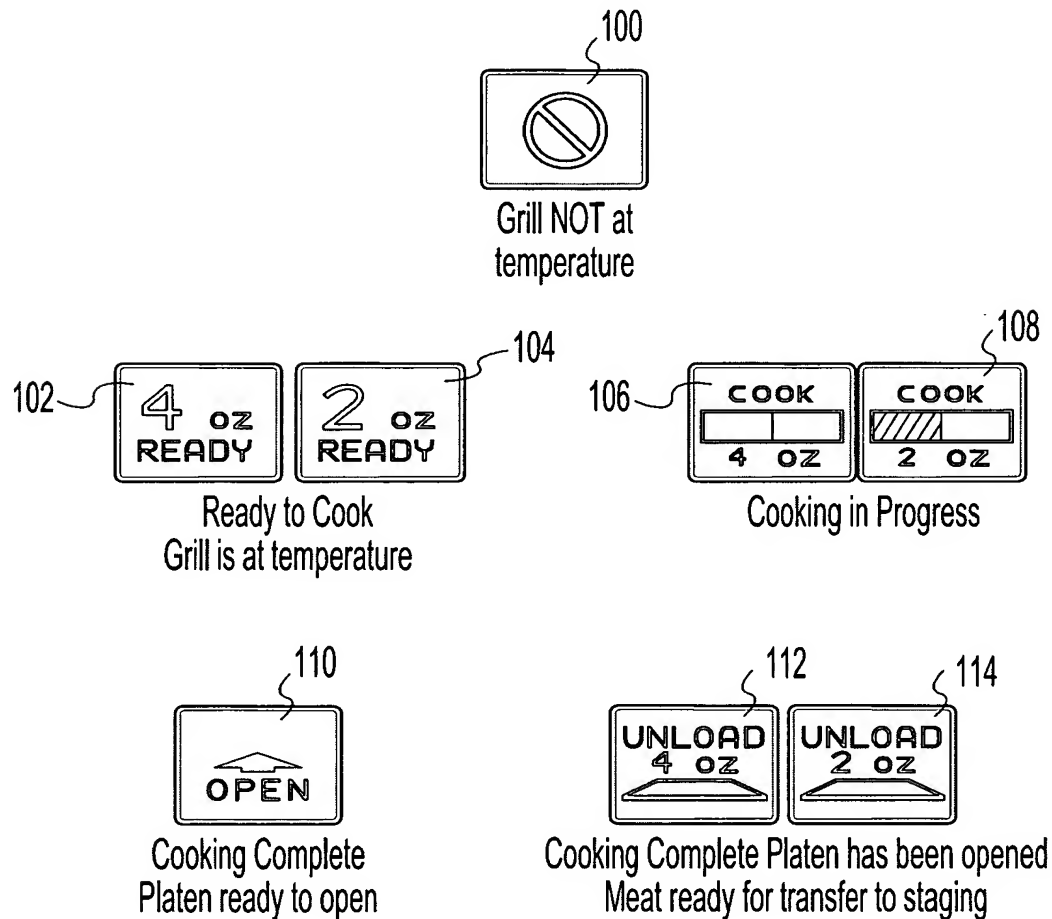 100
Grill NOT at
temperature
102
4 OZ
READY
2 OZ
READY
104
Ready to Cook
Grill is at temperature
106
COOK
4 OZ
COOK
2 OZ
108
Cooking in Progress
110
OPEN
Cooking Complete
Platen ready to open
112
UNLOAD
4 OZ
114
UNLOAD
2 OZ
Cooking Complete Platen has been opened
Meat ready for transfer to staging